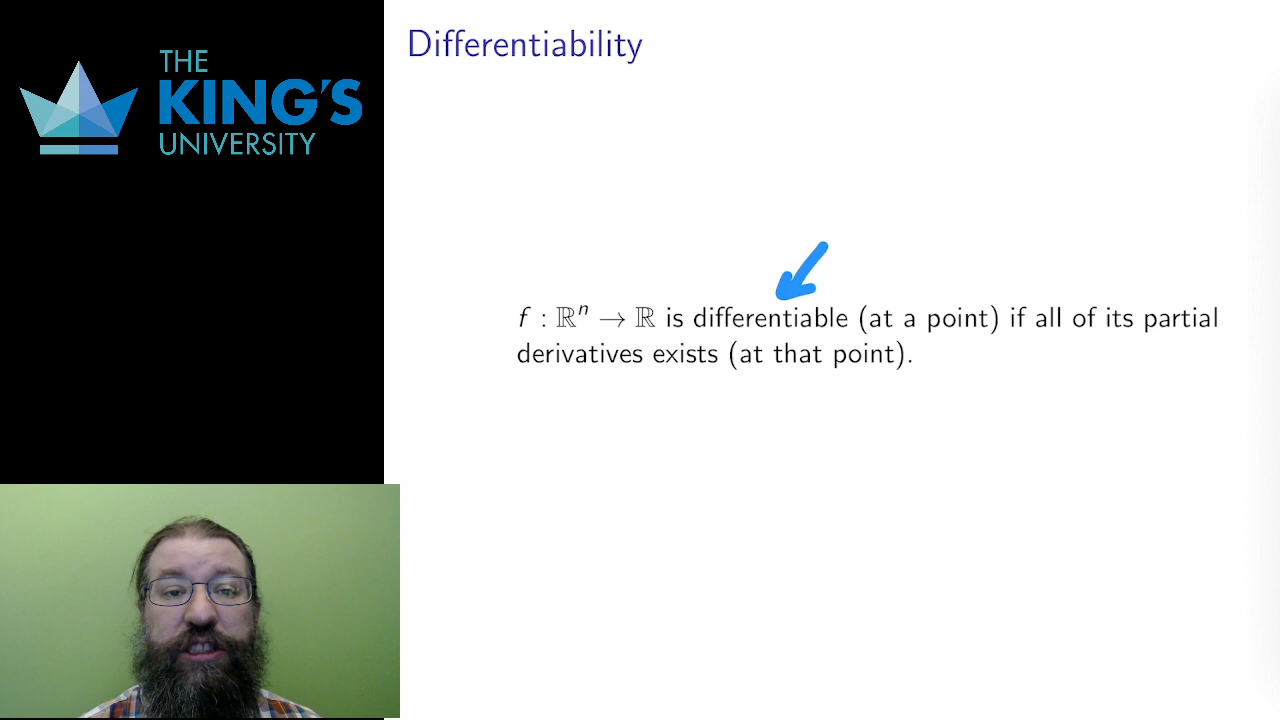 THE
KING'S
UNIVERSITY
Differentiability
f : ℝⁿ → ℝ is differentiable (at a point) if all of its partial
derivatives exists (at that point).